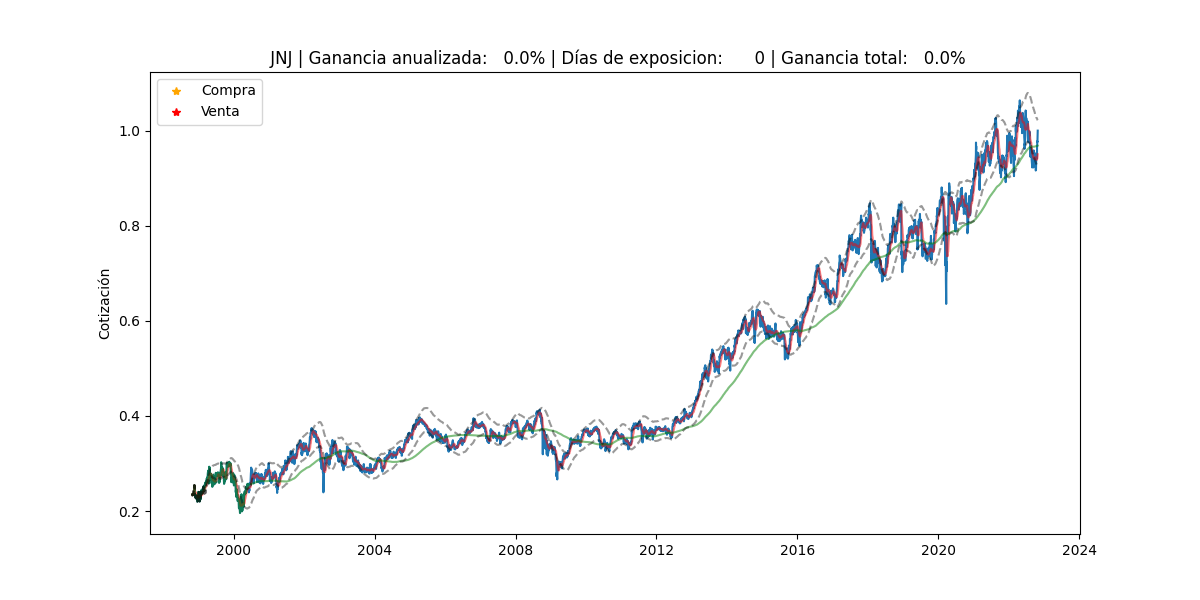 JNJ | Ganancia anualizada: 0.0% | Días de exposicion: 0 | Ganancia total: 0.0%
Compra
Venta
Cotización
1.0
0.8
0.6
0.4
0.2
2000 2004 2008 2012 2016 2020 2024